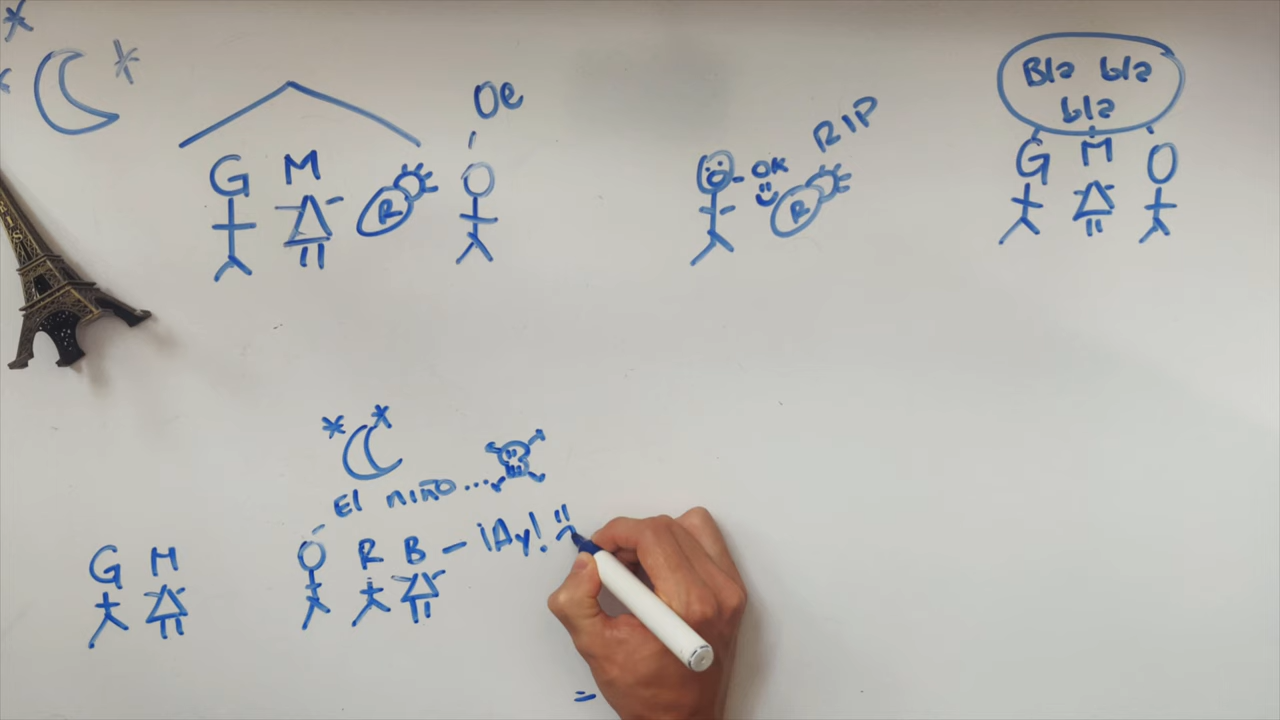 Oe
G M
R
RIP
OK
R
Bla bla
bla
G M O
El niño...
G M
O R B - ¡Ay!